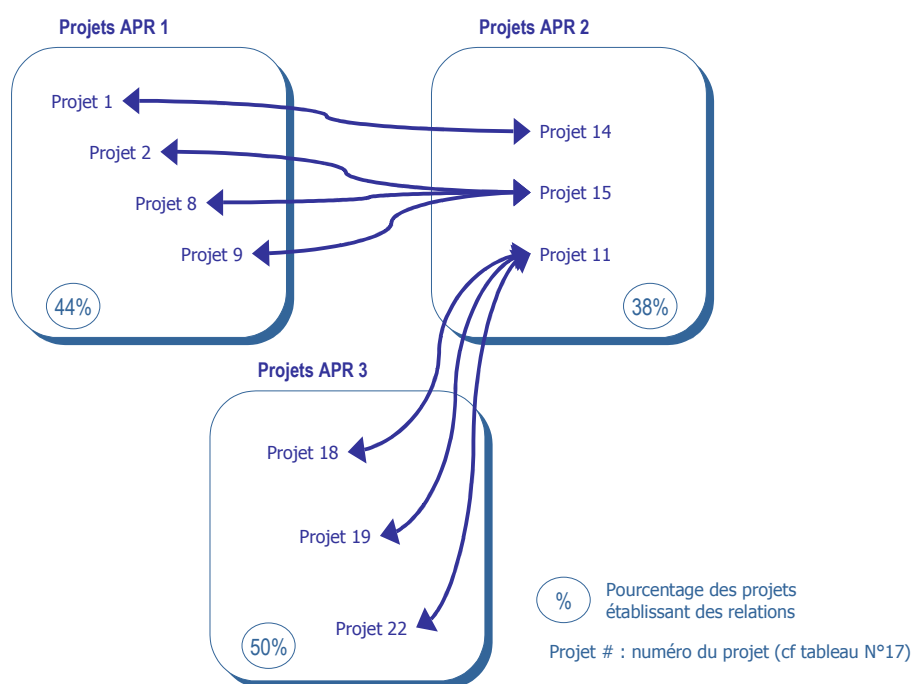 Projets APR 1
Projet 1
Projet 2
Projet 8
Projet 9
44%
Projets APR 2
Projet 14
Projet 15
Projet 11
38%
Projets APR 3
Projet 18
Projet 19
Projet 22
50%
%
Pourcentage des projets
établissant des relations
Projet # : numéro du projet (cf tableau N°17)